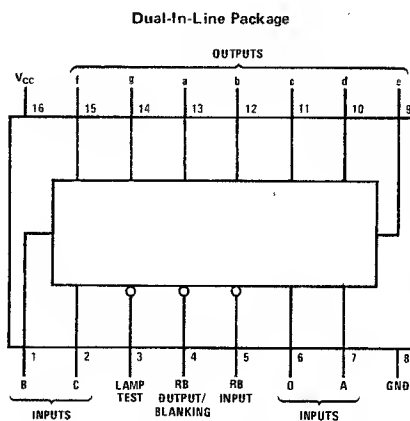 Dual-In-Line Package
OUTPUTS
VCC f g a b c d e
16 15 14 13 12 11 10 9
1 2 3 4 5 6 7 8
B C LAMP TEST RB OUTPUT/BLANKING RB INPUT D A GND
INPUTS INPUTS